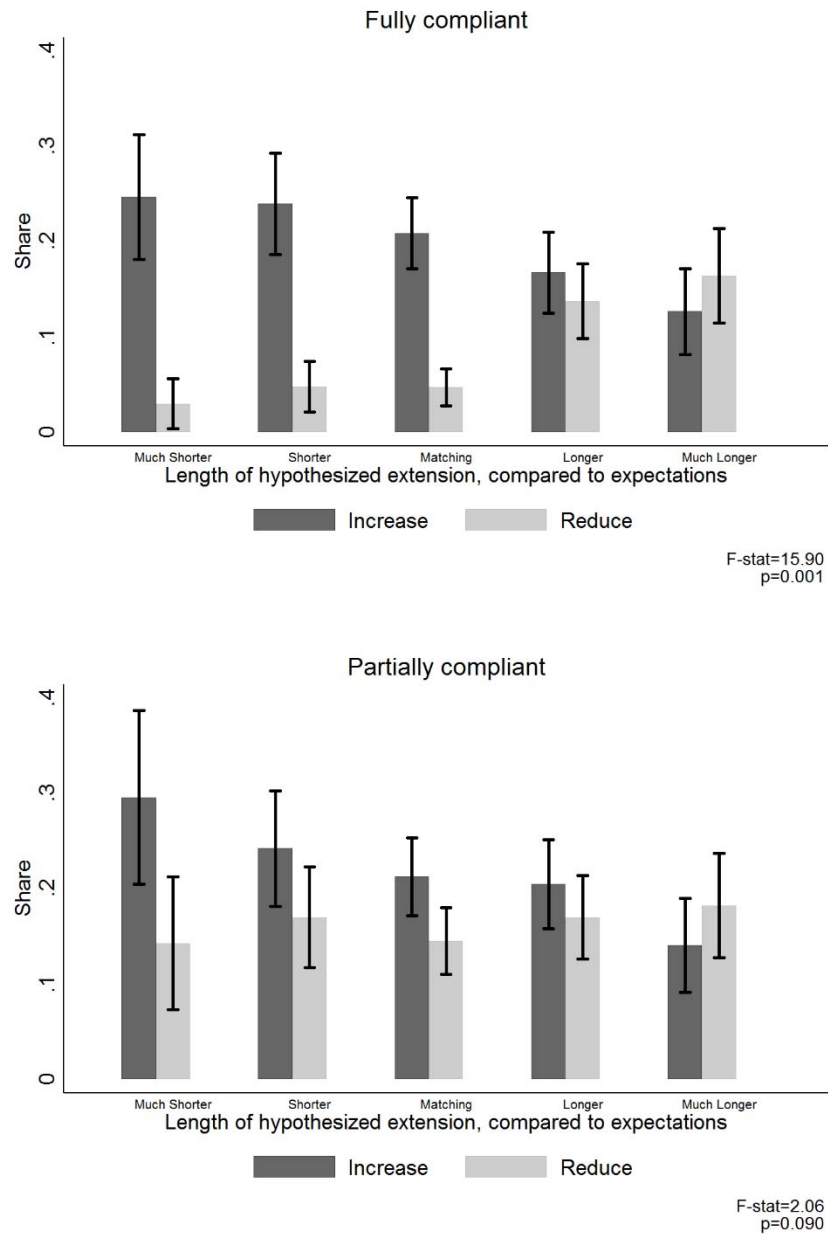 Fully compliant
.4
.3
.2
.1
0
Share
Much Shorter Shorter Matching Longer Much Longer
Length of hypothesized extension, compared to expectations
Increase Reduce
F-stat=15.90
p=0.001
Partially compliant
.4
.3
.2
.1
0
Share
Much Shorter Shorter Matching Longer Much Longer
Length of hypothesized extension, compared to expectations
Increase Reduce
F-stat=2.06
p=0.090